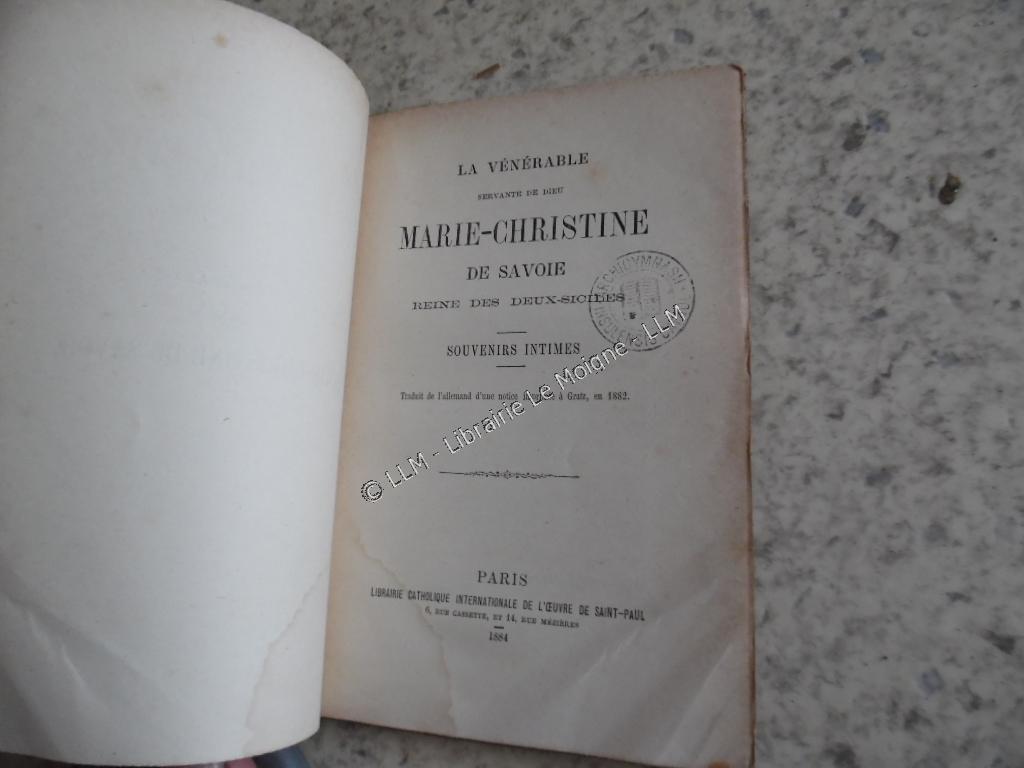 LA VÉNÉRABLE
SERVANTE DE DIEU
MARIE-CHRISTINE
DE SAVOIE
REINE DES DEUX-SICILES
SOUVENIRS INTIMES
Traduit de l'allemand d'une notice à Gratz, en 1882.
© LLM - Librairie Le Moigne - LLM
PARIS
LIBRAIRIE CATHOLIQUE INTERNATIONALE DE L'ŒUVRE DE SAINT-PAUL
6, RUE CASSETTE, ET 14, RUE MÉZIÈRES
1884